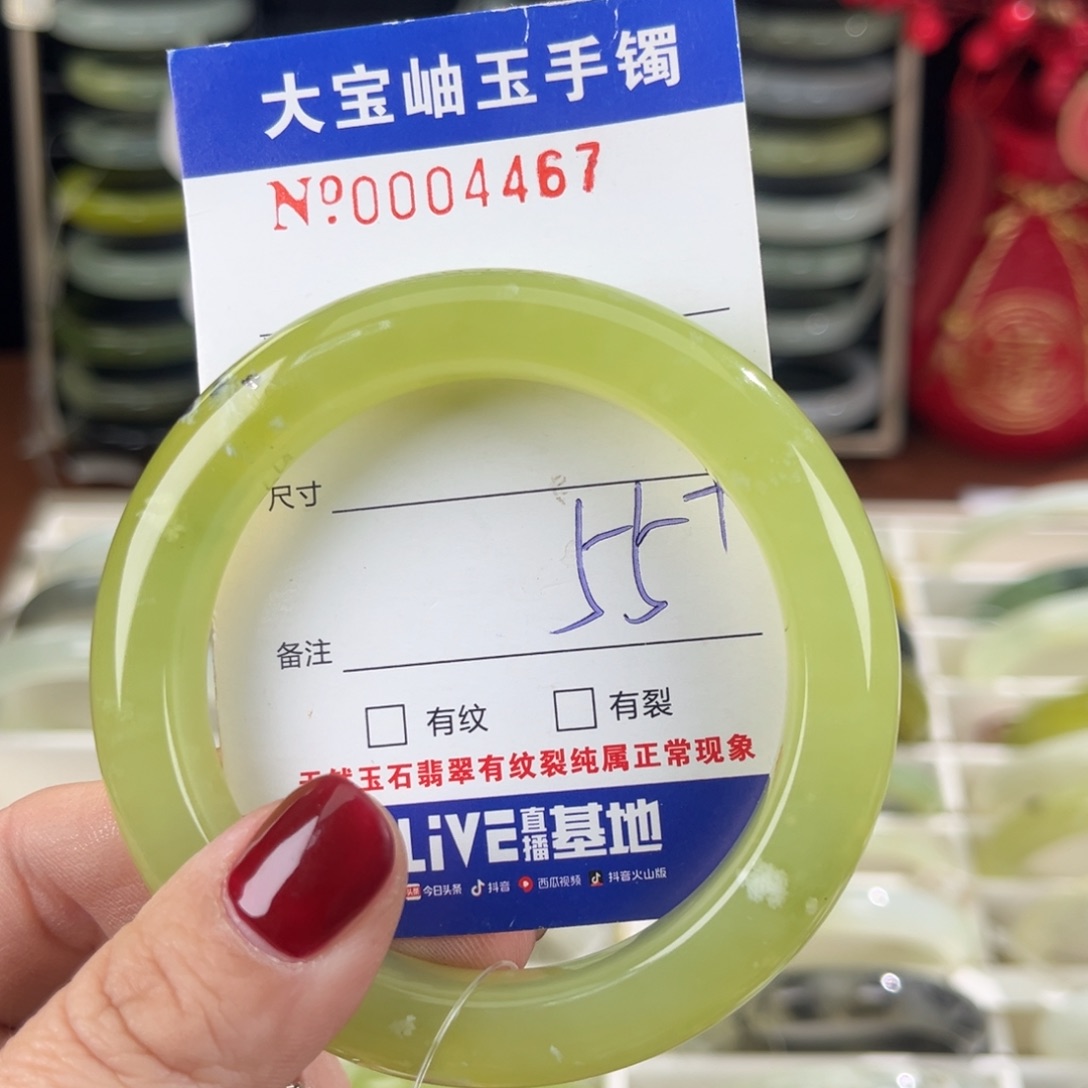 大宝岫玉手镯
Nº0004467
尺寸
55+
备注
□ 有纹 □ 有裂
玉石翡翠有纹裂纯属正常现象
LiVE直播基地
今日头条 抖音 西瓜视频 抖音火山版